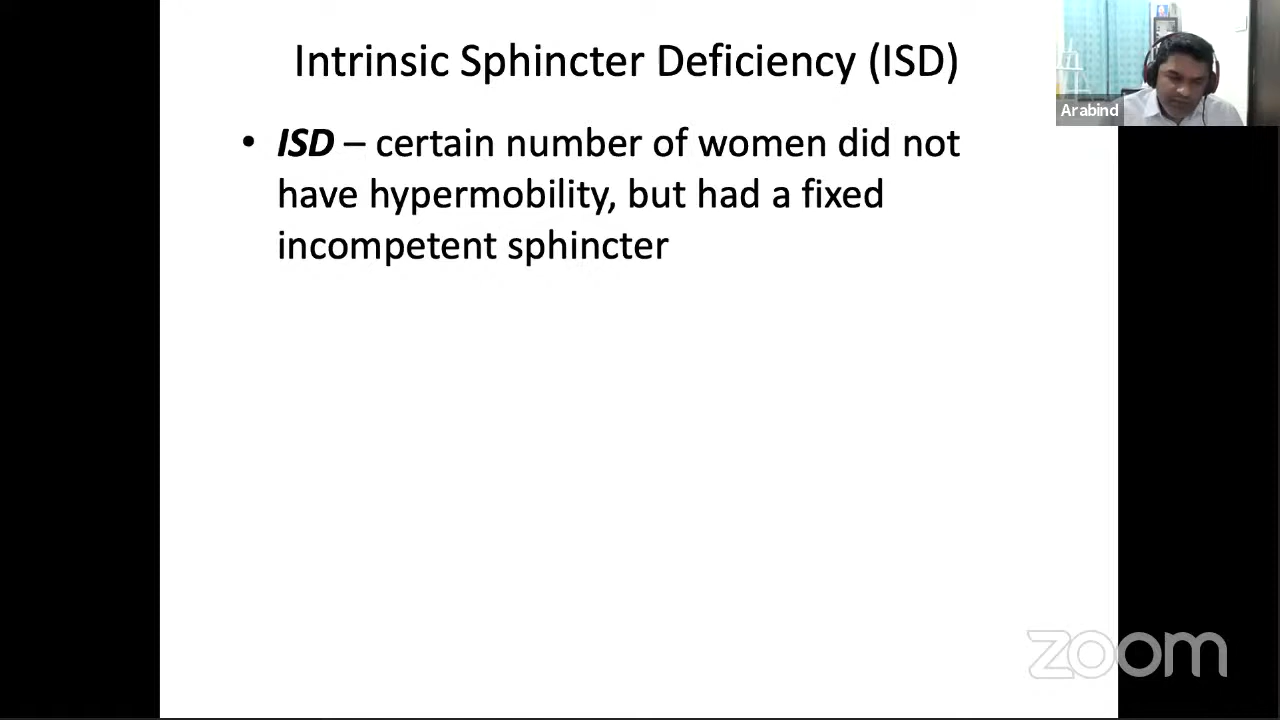 Intrinsic Sphincter Deficiency (ISD)
• ISD – certain number of women did not
have hypermobility, but had a fixed
incompetent sphincter
Arabind
zoom